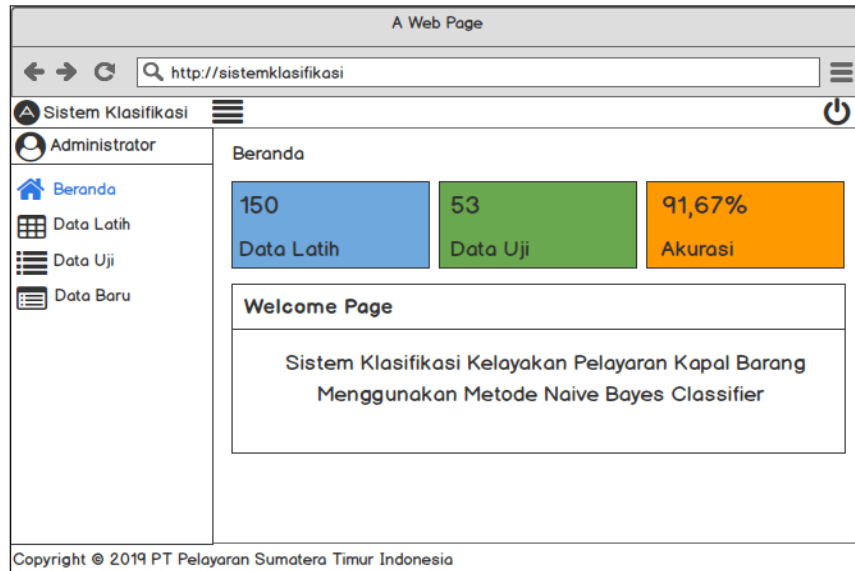 A Web Page
http://sistemklasifikasi
A Sistem Klasifikasi
Administrator
Beranda
Data Latih
Data Uji
Data Baru
Beranda
150
Data Latih
53
Data Uji
91,67%
Akurasi
Welcome Page
Sistem Klasifikasi Kelayakan Pelayaran Kapal Barang
Menggunakan Metode Naive Bayes Classifier
Copyright © 2019 PT Pelayaran Sumatera Timur Indonesia